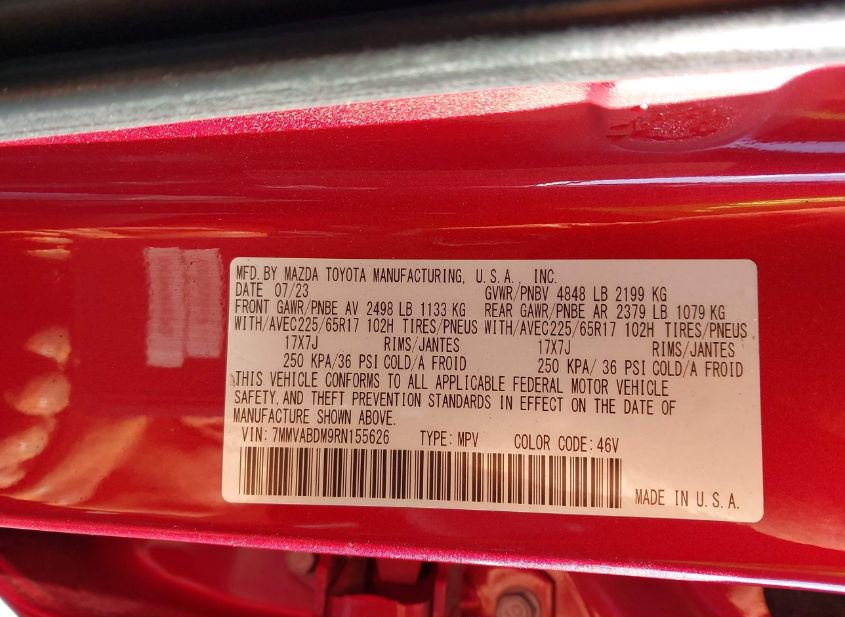 MFD. BY MAZDA TOYOTA MANUFACTURING, U.S.A., INC.
DATE 07/23 GVWR/PNBV 4848 LB 2199 KG
FRONT GAWR/PNBE AV 2498 LB 1133 KG REAR GAWR/PNBE AR 2379 LB 1079 KG
WITH/AVEC225/65R17 102H TIRES/PNEUS WITH/AVEC225/65R17 102H TIRES/PNEUS
17X7J RIMS/JANTES 17X7J RIMS/JANTES
250 KPA/36 PSI COLD/A FROID 250 KPA/ 36 PSI COLD/A FROID
THIS VEHICLE CONFORMS TO ALL APPLICABLE FEDERAL MOTOR VEHICLE
SAFETY, AND THEFT PREVENTION STANDARDS IN EFFECT ON THE DATE OF
MANUFACTURE SHOWN ABOVE.
VIN: 7MMVABDM9RN155626 TYPE: MPV COLOR CODE: 46V
MADE IN U.S.A.